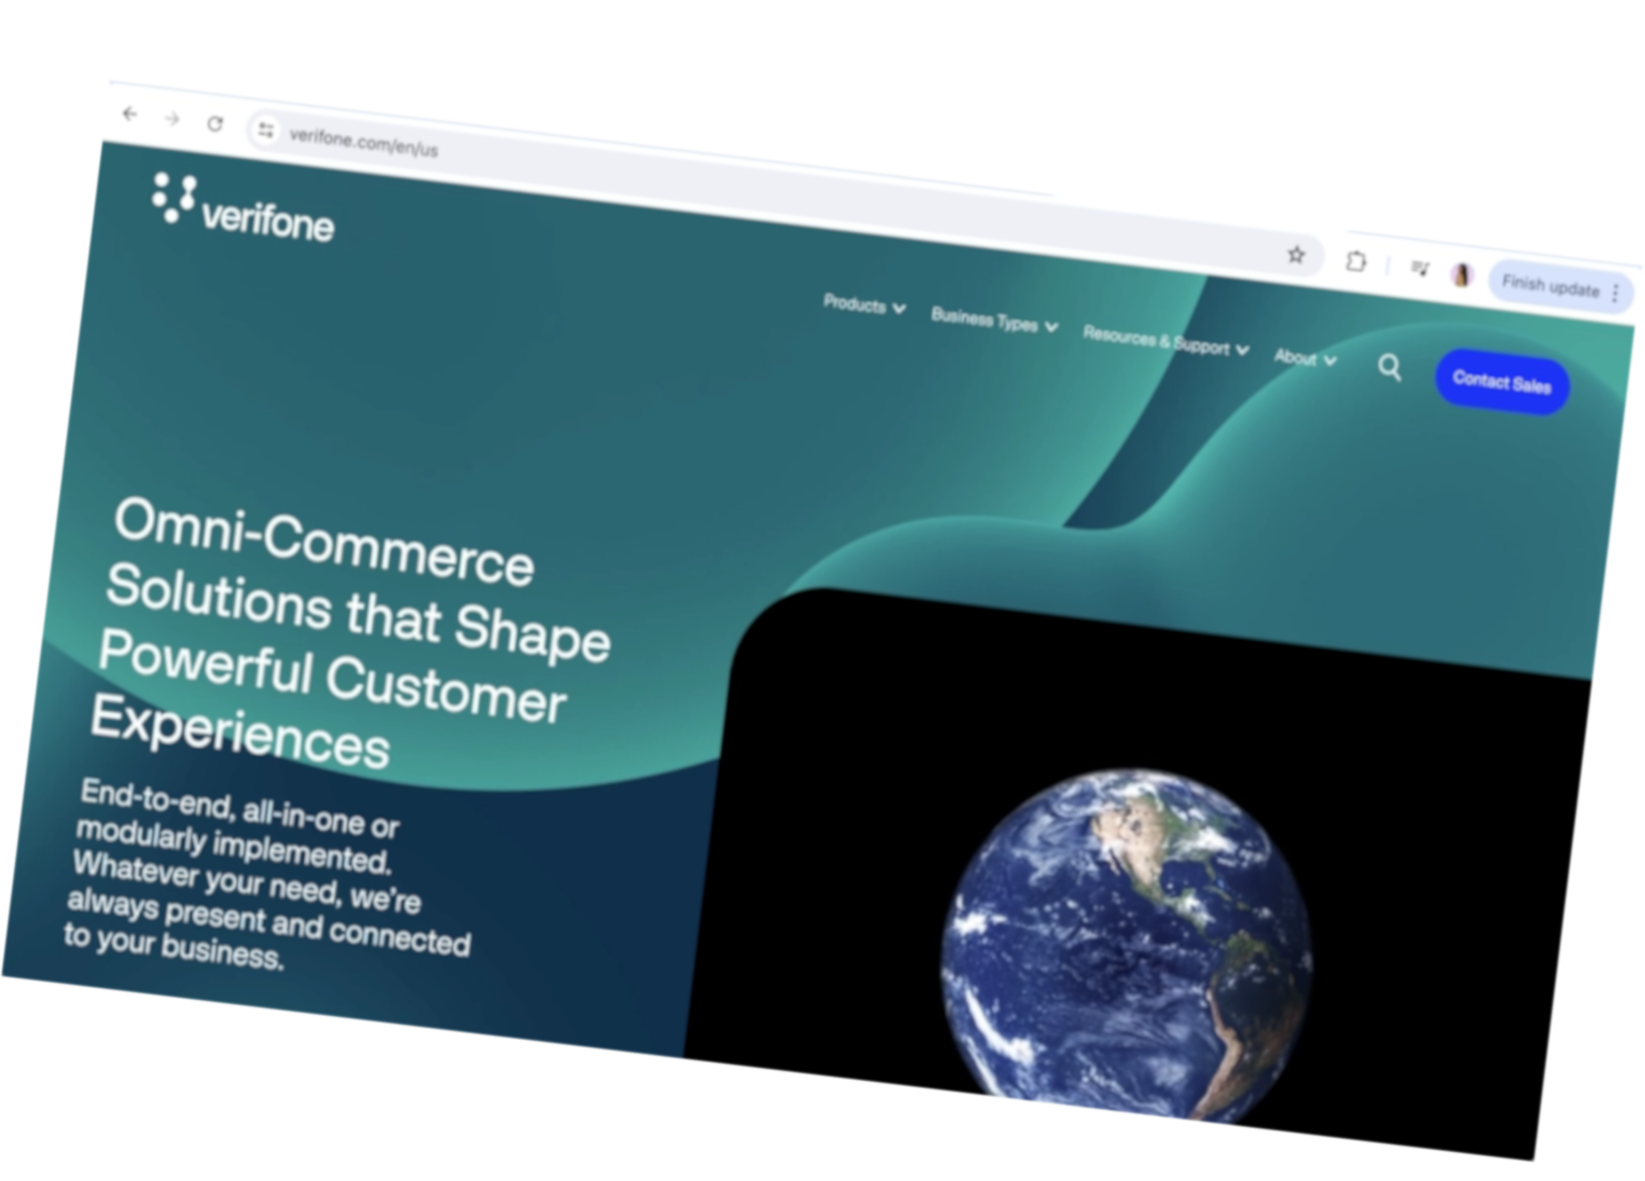 verifone.com/en/us
Finish update
verifone
Products
Business Types
Resources & Support
About
Contact Sales
Omni-Commerce
Solutions that Shape
Powerful Customer
Experiences
End-to-end, all-in-one or
modularly implemented.
Whatever your need, we're
always present and connected
to your business.